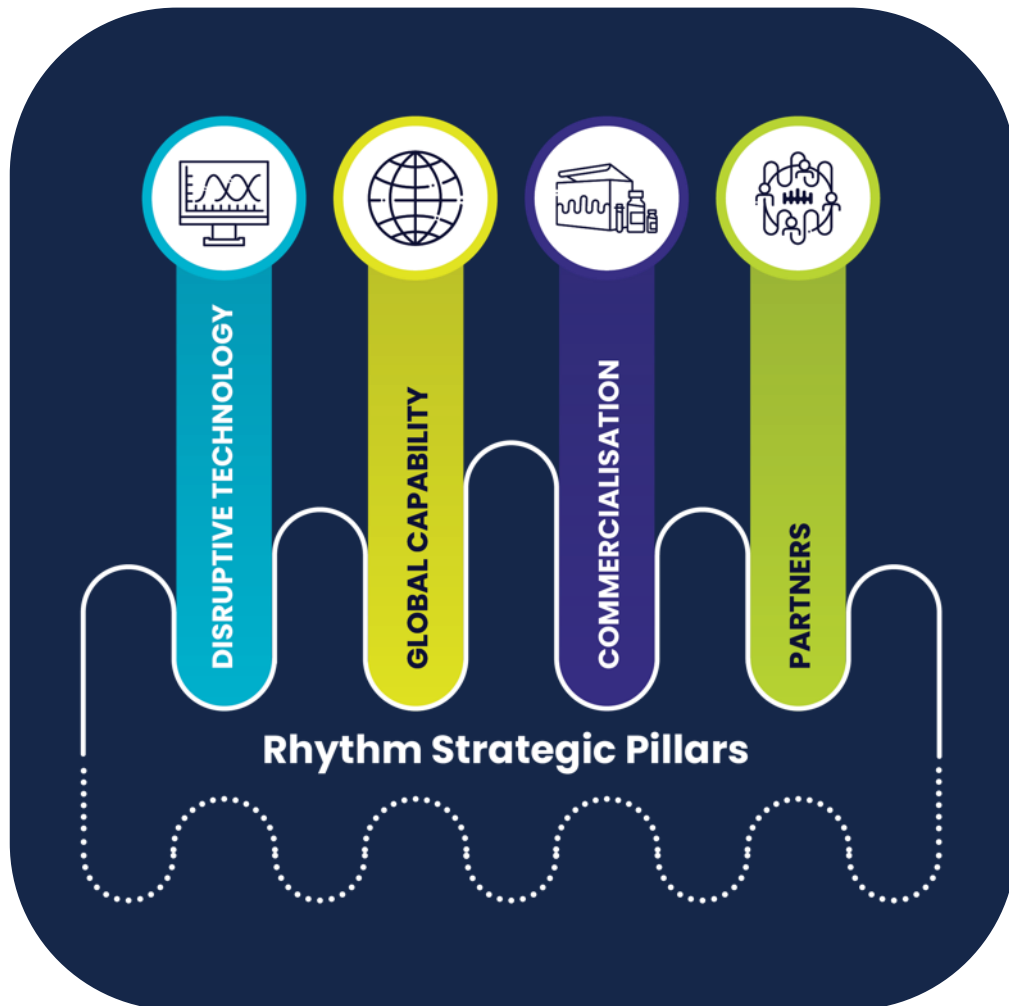 DISRUPTIVE TECHNOLOGY
GLOBAL CAPABILITY
COMMERCIALISATION
PARTNERS
Rhythm Strategic Pillars